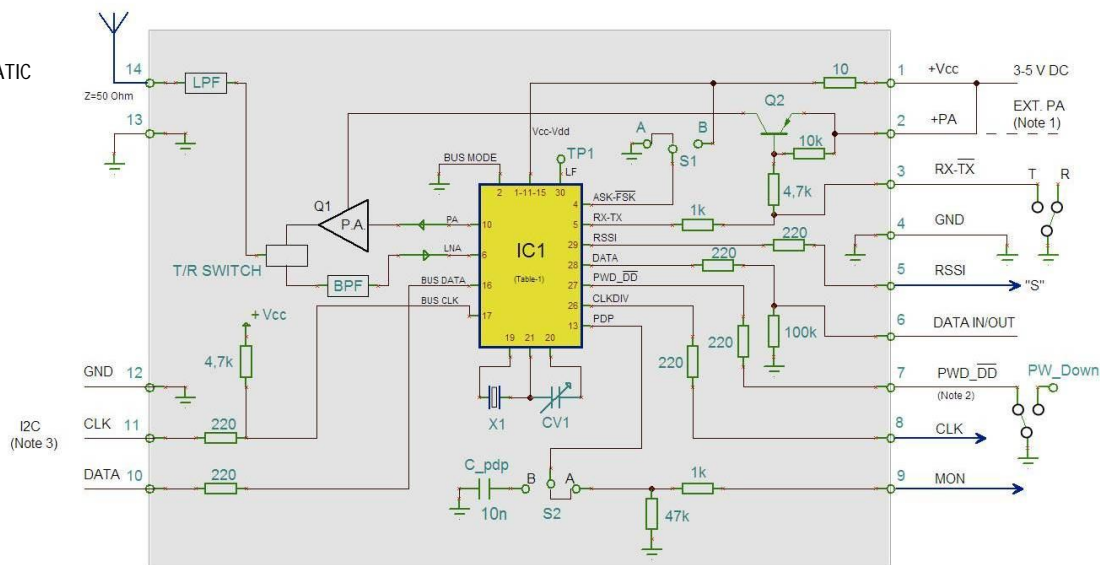 ATIC
14
LPF
Z=50 Ohm
13
10
1
+Vcc
3-5 V DC
Q2
2
+PA
EXT. PA
(Note 1)
10k
Vcc-Vdd
A
B
S1
TP1
LF
BUS MODE
2
1-11-15
30
4,7k
3
RX-TX
T
R
ASK-FSK
4
RX-TX
5
1k
4
GND
Q1
P.A.
PA
10
IC1
(Table-1)
RSSI
29
220
DATA
28
220
5
RSSI
"S"
T/R SWITCH
LNA
6
BPF
PWD_DD
27
BUS DATA
16
CLKDIV
26
BUS CLK
17
PDP
13
100k
6
DATA IN/OUT
+ Vcc
4,7k
19
21
20
220
220
7
PWD_DD
(Note 2)
PW_Down
GND
12
X1
CV1
I2C
(Note 3)
CLK
11
220
8
CLK
DATA
10
220
C_pdp
10n
B
A
S2
1k
47k
9
MON